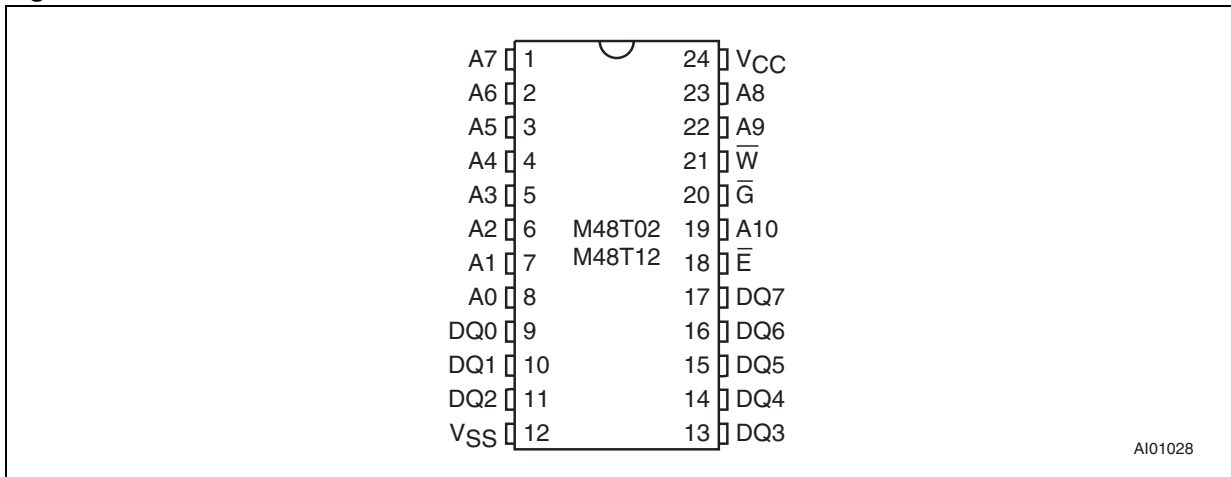 A7 1 24 VCC
A6 2 23 A8
A5 3 22 A9
A4 4 21 W̅
A3 5 20 G̅
A2 6 M48T02 19 A10
A1 7 M48T12 18 E̅
A0 8 17 DQ7
DQ0 9 16 DQ6
DQ1 10 15 DQ5
DQ2 11 14 DQ4
VSS 12 13 DQ3
AI01028